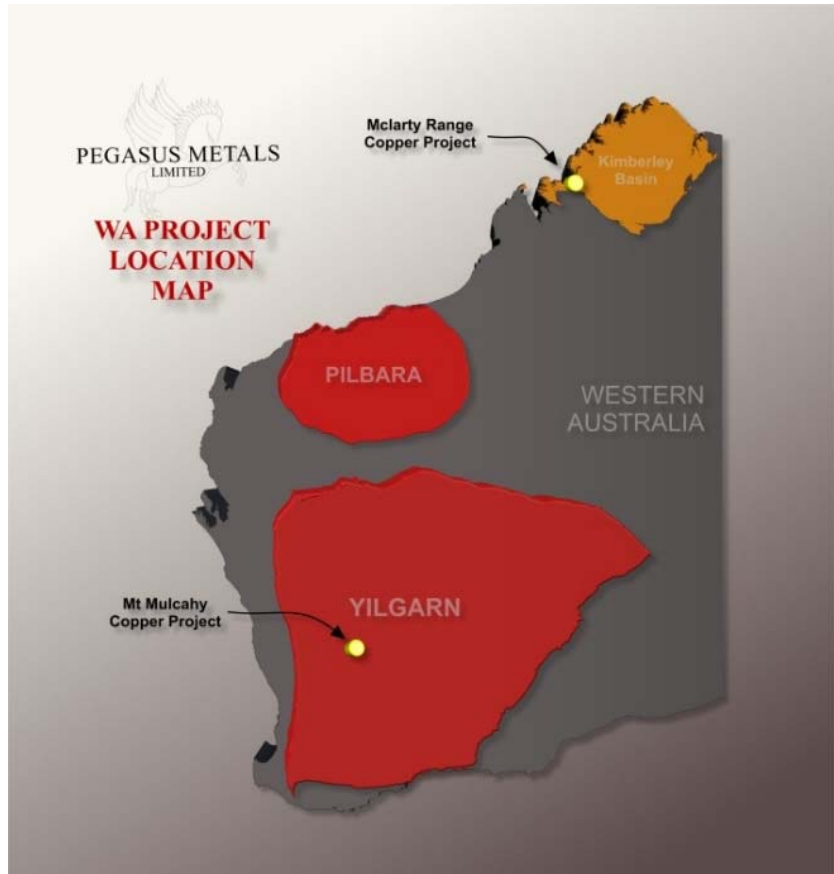 PEGASUS METALS
LIMITED
WA PROJECT
LOCATION
MAP
Mclarty Range
Copper Project
Kimberley
Basin
PILBARA
WESTERN
AUSTRALIA
YILGARN
Mt Mulcahy
Copper Project